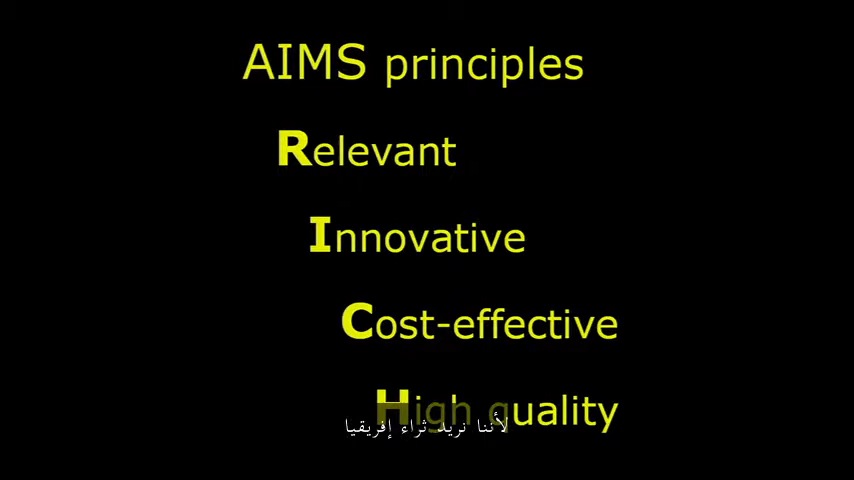 AIMS principles
Relevant
Innovative
Cost-effective
High quality
لأننا نريد ثراء إفريقيا